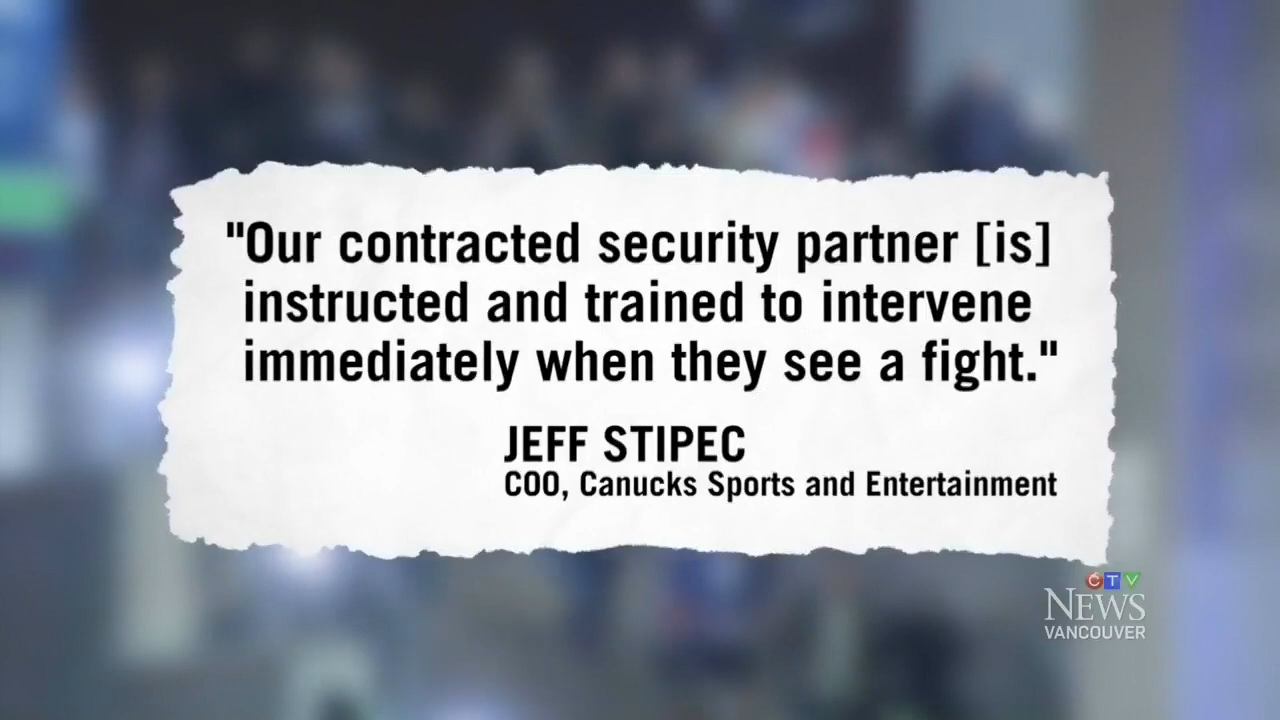 "Our contracted security partner [is]
instructed and trained to intervene
immediately when they see a fight."
JEFF STIPEC
COO, Canucks Sports and Entertainment
CTV
NEWS
VANCOUVER